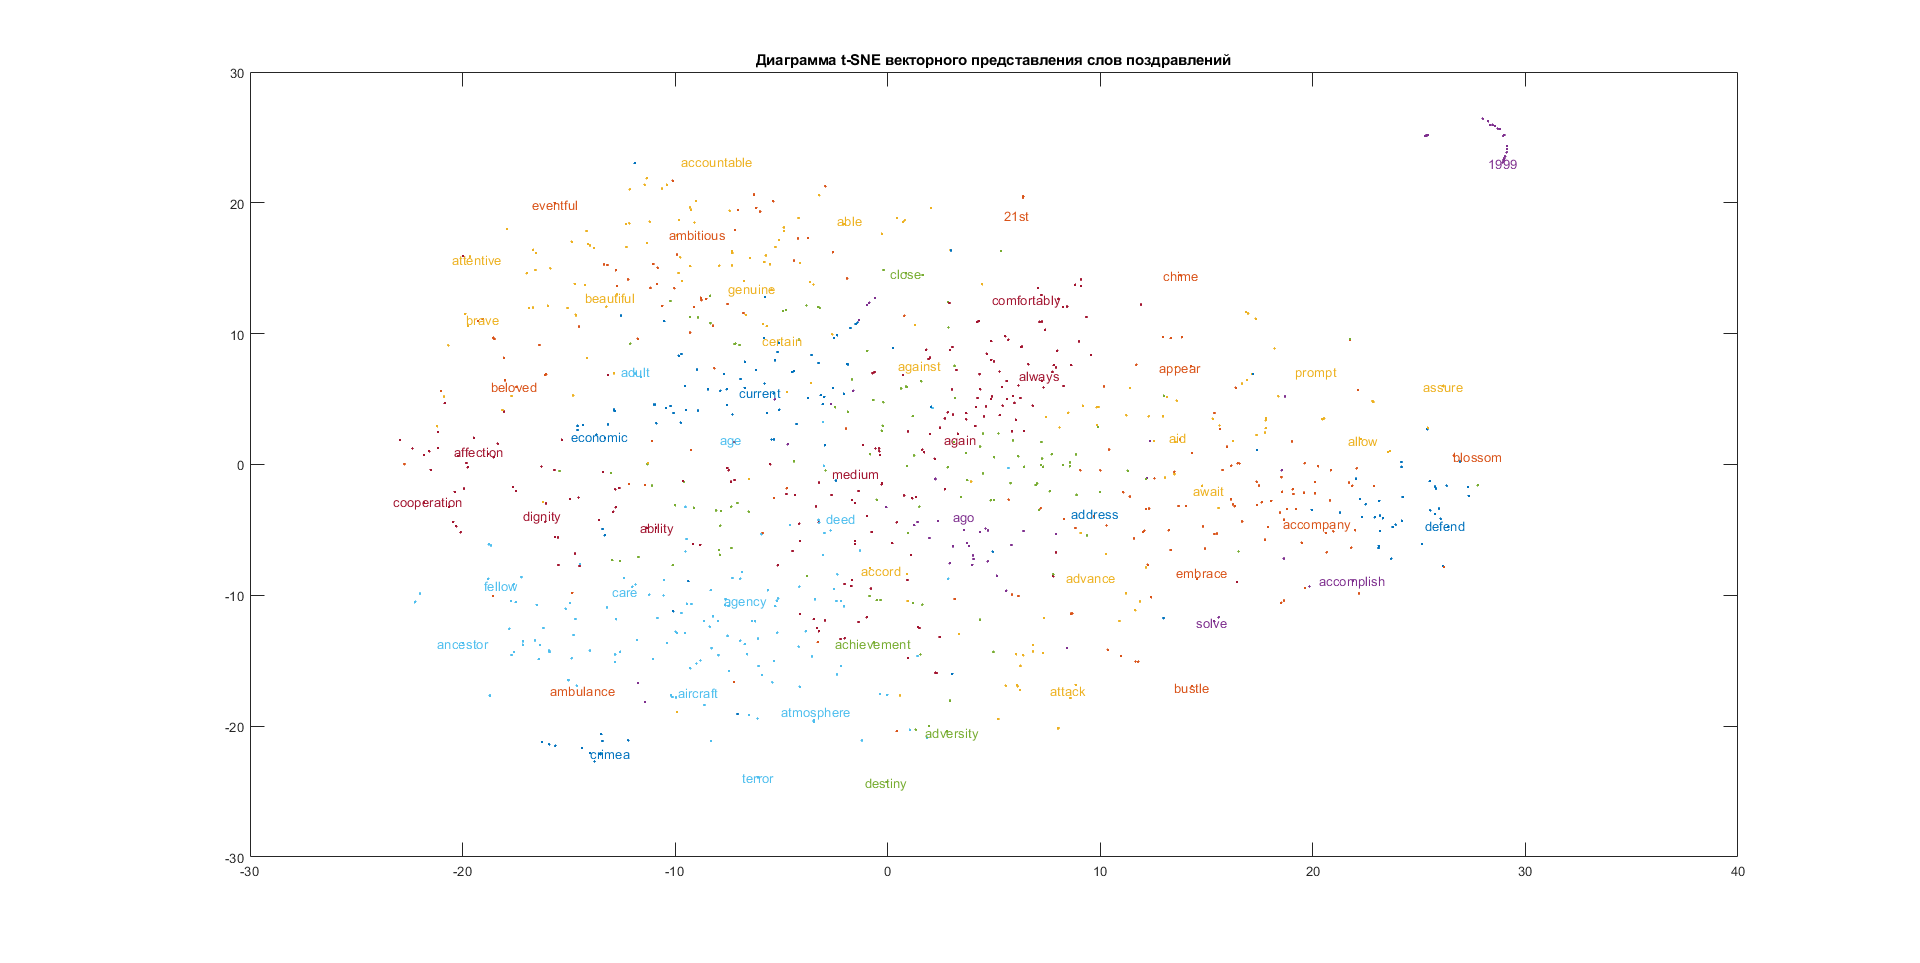 Диаграмма t-SNE векторного представления слов поздравлений
30
1999
accountable
20
eventful
21st
able
ambitious
attentive
close
chime
genuine
beautiful
comfortably
brave
10
certain
against
appear
adult
always
prompt
beloved
assure
current
economic
age
again
aid
allow
affection
blossom
0
medium
await
cooperation
dignity
deed
ago
address
ability
accompany
defend
accord
embrace
advance
accomplish
fellow
care
-10
agency
solve
ancestor
achievement
ambulance
aircraft
attack
bustle
atmosphere
-20
adversity
crimea
terror
destiny
-30
-30
-20
-10
0
10
20
30
40